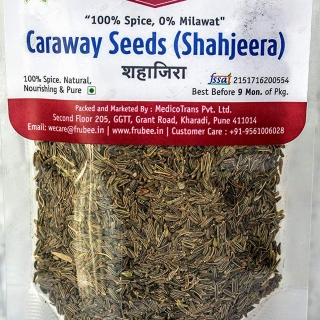 "100% Spice, 0% Milawat"
Caraway Seeds (Shahjeera)
शहाजिरा
100% Spice. Natural,
Nourishing & Pure
fssai 2151716200554
Best Before 9 Mon. of Pkg.
Packed and Marketed By : MedicoTrans Pvt. Ltd.
Second Floor 205, GGTT, Grant Road, Kharadi, Pune 411014
Email: wecare@frubee.in | www.frubee.in | Customer Care : +91-9561006028